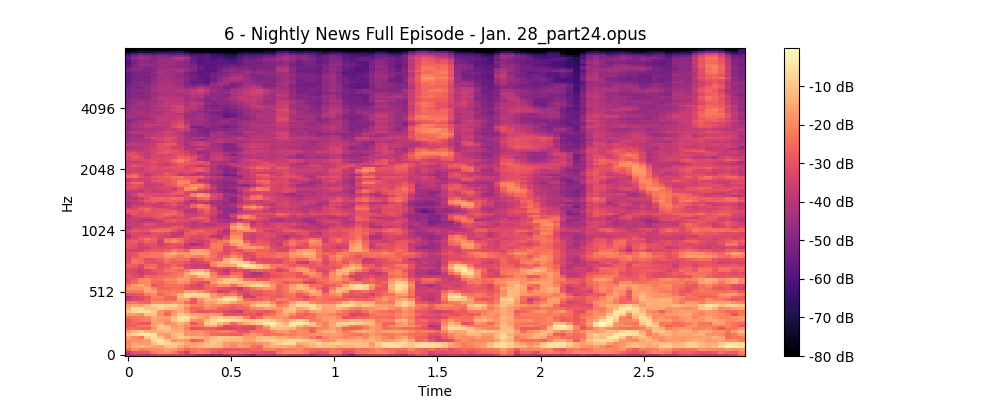 6 - Nightly News Full Episode - Jan. 28_part24.opus
Hz
4096
2048
1024
512
0
0
0.5
1
1.5
2
2.5
Time
-10 dB
-20 dB
-30 dB
-40 dB
-50 dB
-60 dB
-70 dB
-80 dB